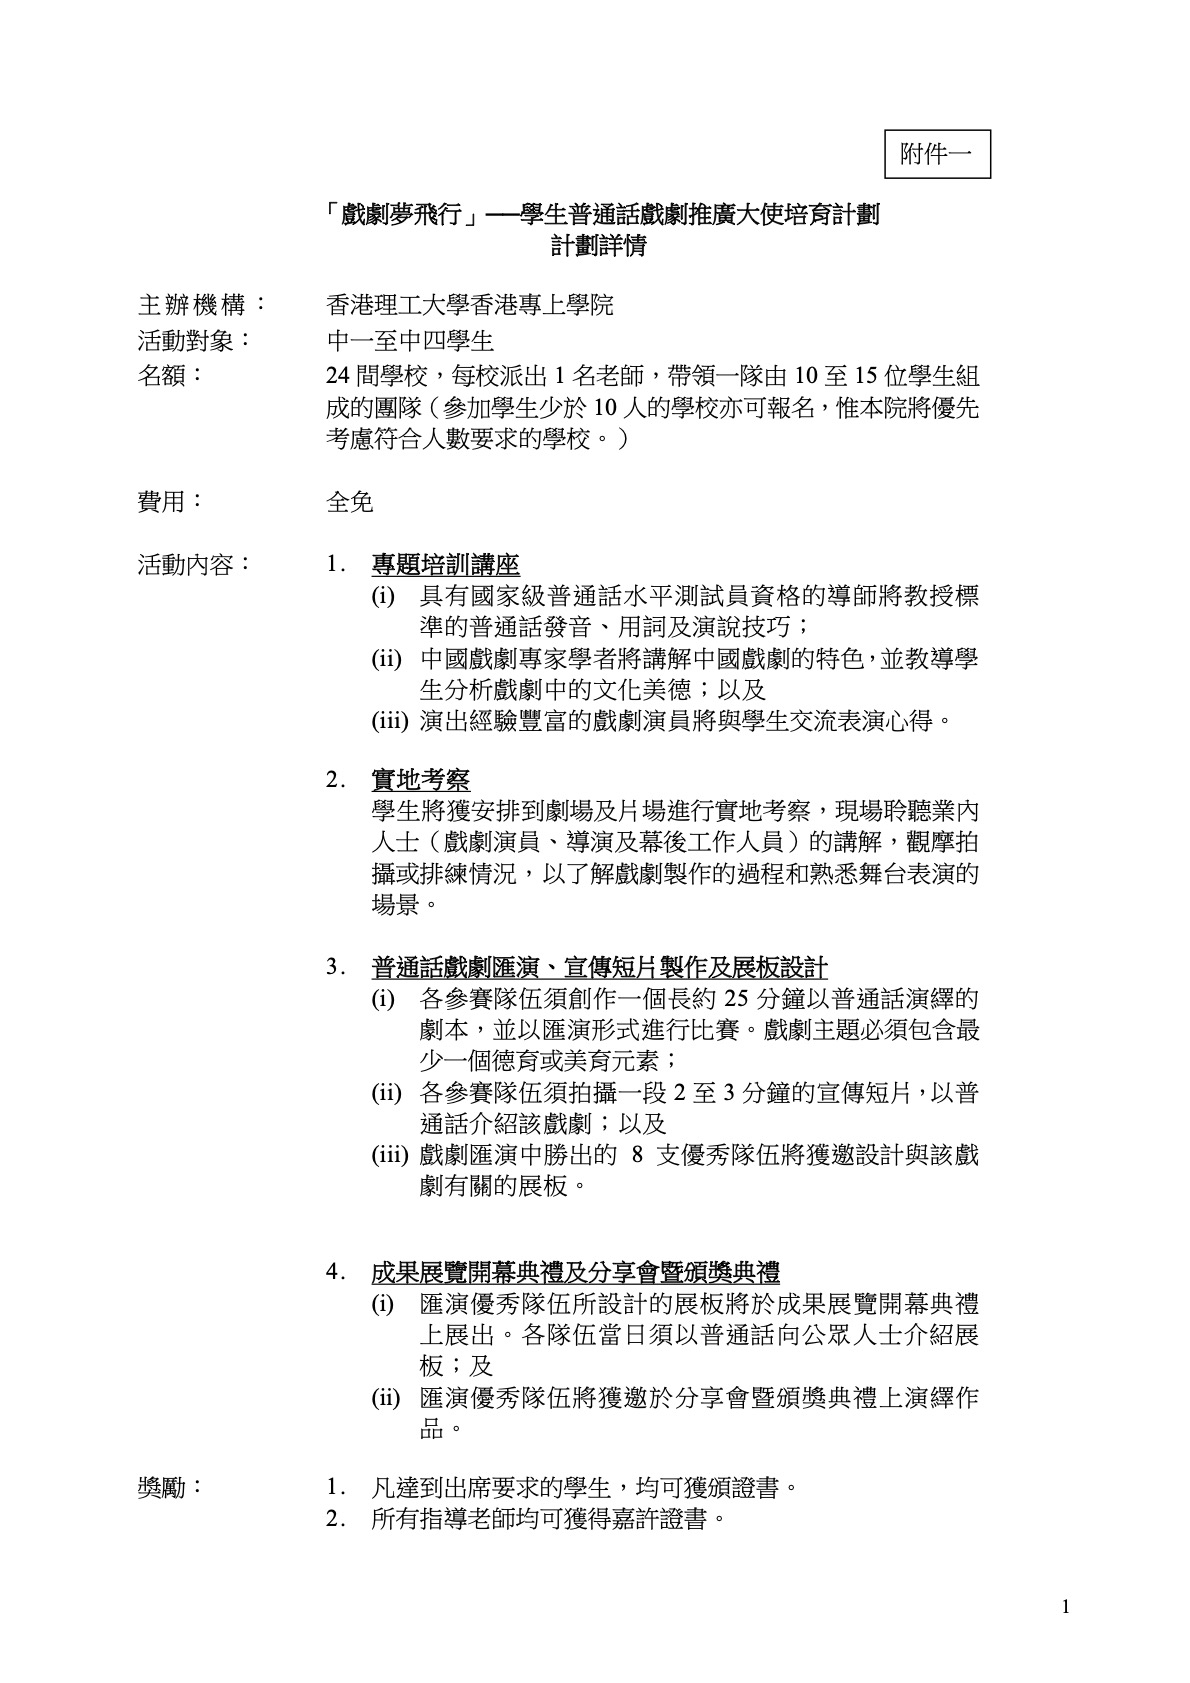 附件一
「戲劇夢飛行」──學生普通話戲劇推廣大使培育計劃
計劃詳情
主辦機構： 香港理工大學香港專上學院
活動對象： 中一至中四學生
名額： 24 間學校，每校派出 1 名老師，帶領一隊由 10 至 15 位學生組
成的團隊（參加學生少於 10 人的學校亦可報名，惟本院將優先
考慮符合人數要求的學校。）
費用： 全免
活動內容： 1. 專題培訓講座
(i) 具有國家級普通話水平測試員資格的導師將教授標
準的普通話發音、用詞及演說技巧；
(ii) 中國戲劇專家學者將講解中國戲劇的特色，並教導學
生分析戲劇中的文化美德；以及
(iii) 演出經驗豐富的戲劇演員將與學生交流表演心得。
2. 實地考察
學生將獲安排到劇場及片場進行實地考察，現場聆聽業內
人士（戲劇演員、導演及幕後工作人員）的講解，觀摩拍
攝或排練情況，以了解戲劇製作的過程和熟悉舞台表演的
場景。
3. 普通話戲劇匯演、宣傳短片製作及展板設計
(i) 各參賽隊伍須創作一個長約 25 分鐘以普通話演繹的
劇本，並以匯演形式進行比賽。戲劇主題必須包含最
少一個德育或美育元素；
(ii) 各參賽隊伍須拍攝一段 2 至 3 分鐘的宣傳短片，以普
通話介紹該戲劇；以及
(iii) 戲劇匯演中勝出的 8 支優秀隊伍將獲邀設計與該戲
劇有關的展板。
4. 成果展覽開幕典禮及分享會暨頒獎典禮
(i) 匯演優秀隊伍所設計的展板將於成果展覽開幕典禮
上展出。各隊伍當日須以普通話向公眾人士介紹展
板；及
(ii) 匯演優秀隊伍將獲邀於分享會暨頒獎典禮上演繹作
品。
獎勵： 1. 凡達到出席要求的學生，均可獲頒證書。
2. 所有指導老師均可獲得嘉許證書。
1